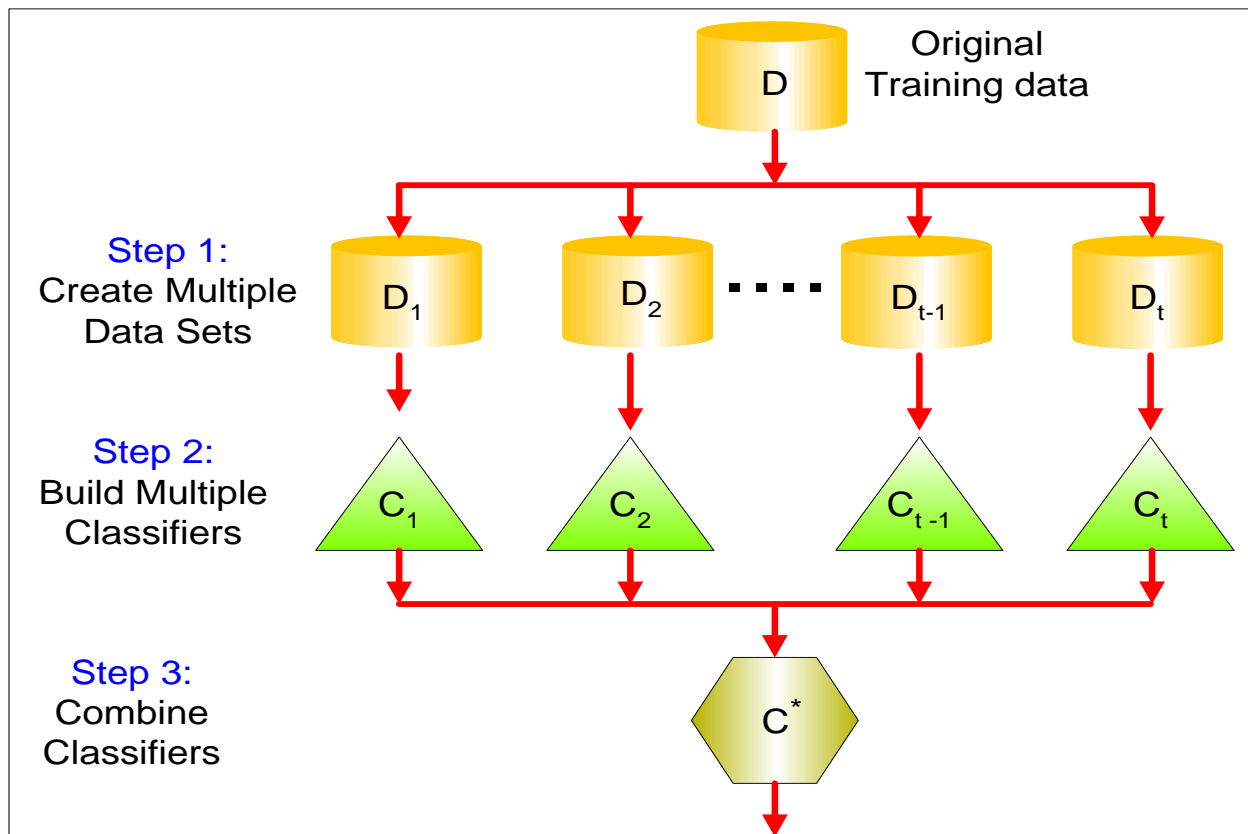 D
Original
Training data
Step 1:
Create Multiple
Data Sets
D1
D2
Dt-1
Dt
Step 2:
Build Multiple
Classifiers
C1
C2
Ct -1
Ct
Step 3:
Combine
Classifiers
C*